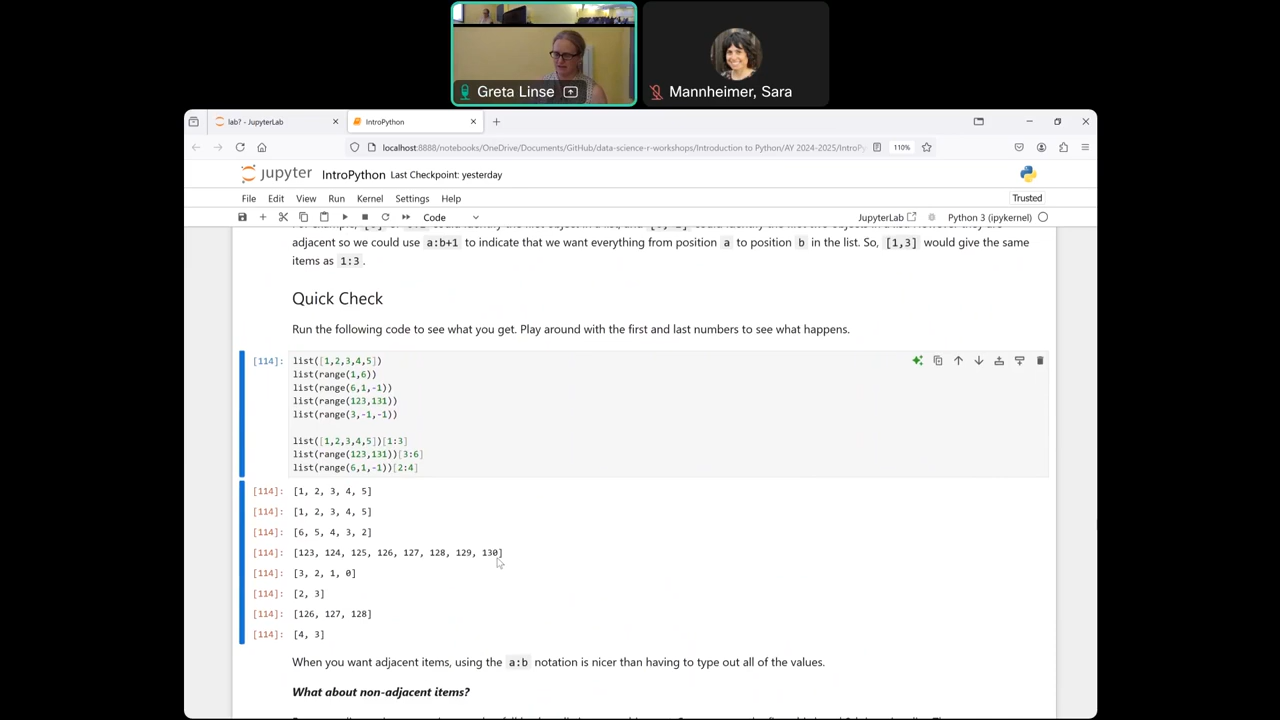 Greta Linse
Mannheimer, Sara
lab? - JupyterLab
IntroPython
localhost:8888/notebooks/OneDrive/Documents/GitHub/data-science-r-workshops/Introduction to Python/AY 2024-2025/IntroPy
110%
jupyter IntroPython Last Checkpoint: yesterday
File Edit View Run Kernel Settings Help
Trusted
Code
JupyterLab
Python 3 (ipykernel)
adjacent so we could use a:b+1 to indicate that we want everything from position a to position b in the list. So, [1,3] would give the same
items as 1:3.
Quick Check
Run the following code to see what you get. Play around with the first and last numbers to see what happens.
[114]: list([1,2,3,4,5])
list(range(1,6))
list(range(6,1,-1))
list(range(123,131))
list(range(3,-1,-1))
list([1,2,3,4,5])[1:3]
list(range(123,131))[3:6]
list(range(6,1,-1))[2:4]
[114]: [1, 2, 3, 4, 5]
[114]: [1, 2, 3, 4, 5]
[114]: [6, 5, 4, 3, 2]
[114]: [123, 124, 125, 126, 127, 128, 129, 130]
[114]: [3, 2, 1, 0]
[114]: [2, 3]
[114]: [126, 127, 128]
[114]: [4, 3]
When you want adjacent items, using the a:b notation is nicer than having to type out all of the values.
What about non-adjacent items?